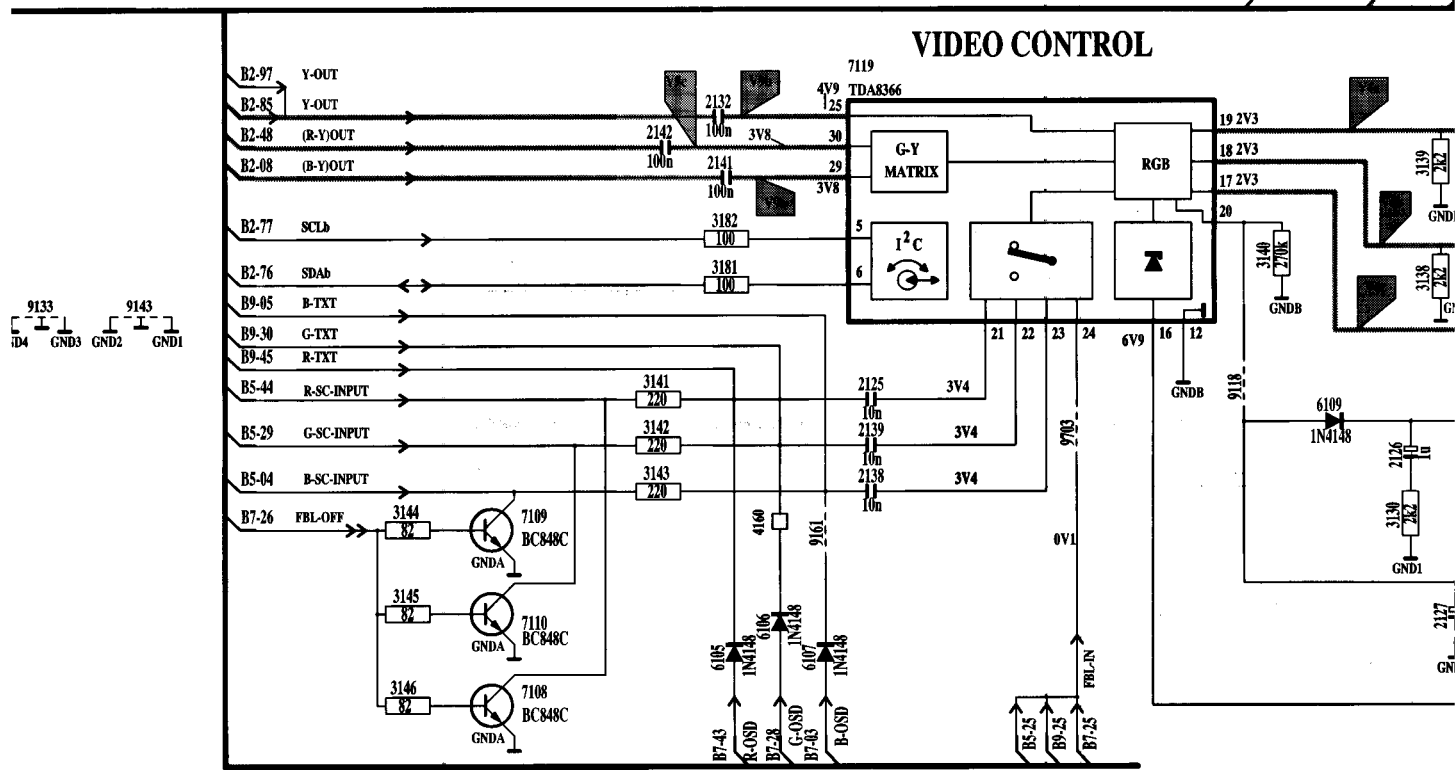 VIDEO CONTROL
7119
TDA8366
B2-97 Y-OUT
B2-85 Y-OUT
B2-48 (R-Y)OUT
B2-08 (B-Y)OUT
B2-77 SCLb
B2-76 SDAb
B9-05 B-TXT
B9-30 G-TXT
B9-45 R-TXT
B5-44 R-SC-INPUT
B5-29 G-SC-INPUT
B5-04 B-SC-INPUT
B7-26 FBL-OFF
2132
100n
2142
100n
2141
100n
4V9
25
3V8
30
29
3V8
3182
100
5
3181
100
6
G-Y
MATRIX
RGB
I²C
19 2V3
18 2V3
17 2V3
20
21
22
23
24
6V9
16
12
GNDB
3139
2k2
3138
2k2
3140
270k
GNDB
9133
GND3
9143
GND2
GND1
3141
220
3142
220
3143
220
2125
10n
3V4
2139
10n
3V4
2138
10n
3V4
9703
9118
6109
1N4148
2126
1u
3130
2k2
GND1
2127
3144
82
7109
BC848C
GNDA
3145
82
7110
BC848C
GNDA
3146
82
7108
BC848C
GNDA
4160
9161
0V1
6105
1N4148
6106
1N4148
6107
1N4148
FBL-IN
B7-43
R-OSD
B7-28
G-OSD
B7-03
B-OSD
B5-25
B9-25
B7-25